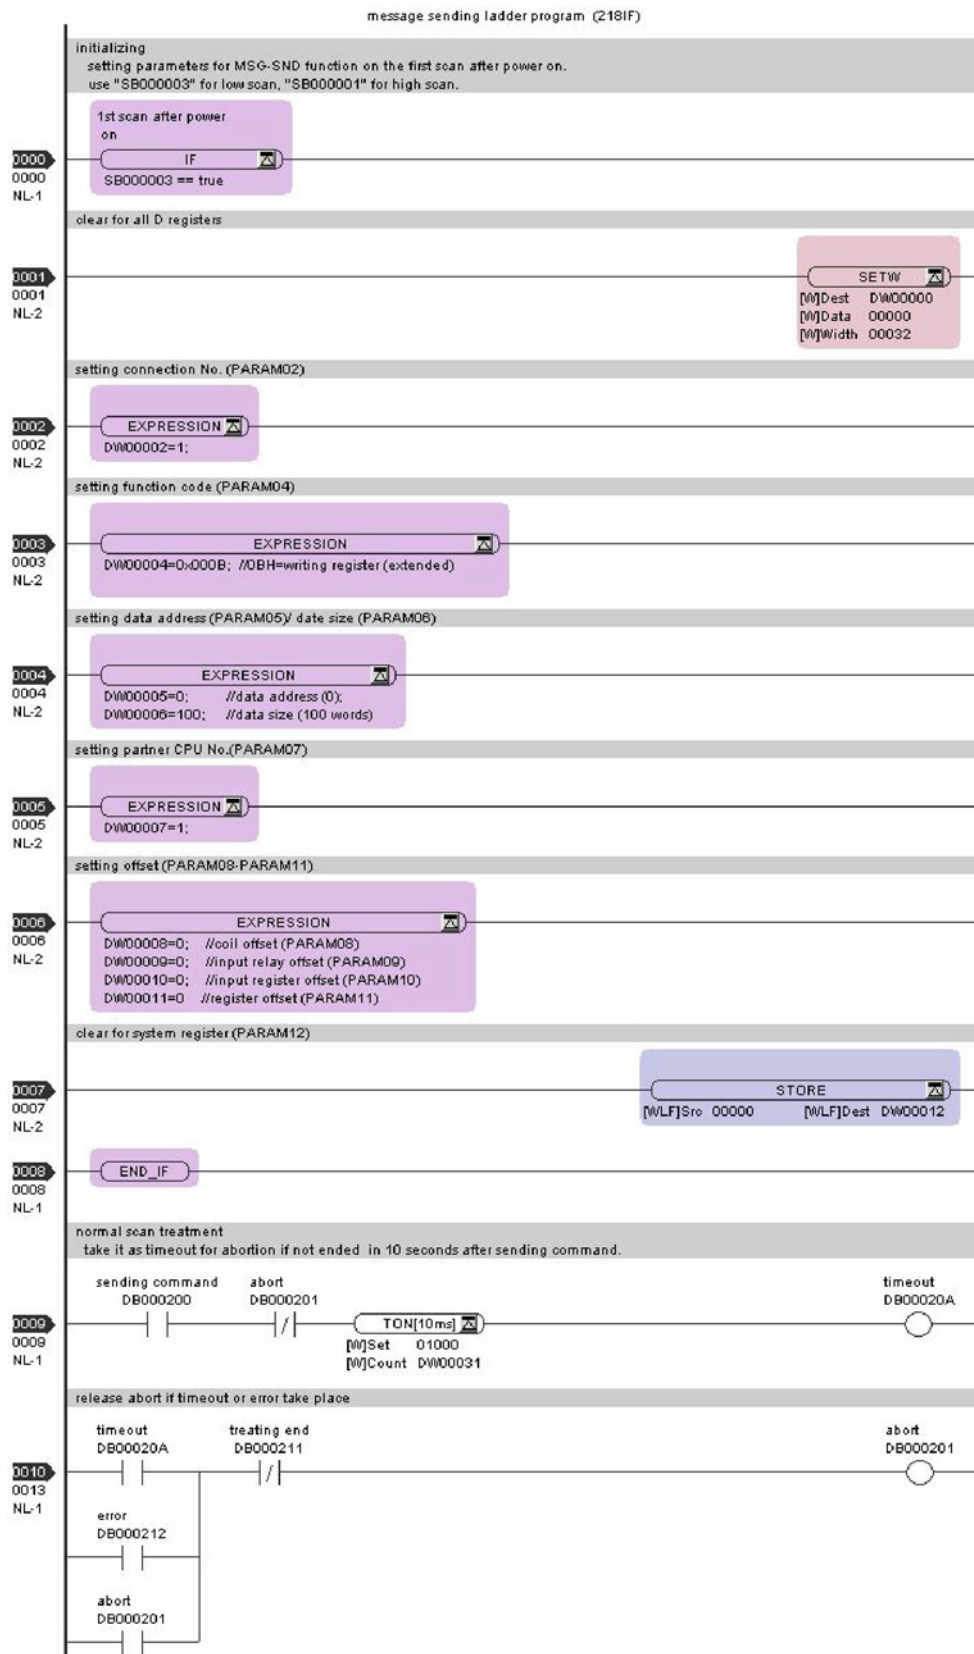 message sending ladder program (218IF)
initializing
setting parameters for MSG-SND function on the first scan after power on.
use "SB000003" for low scan, "SB000001" for high scan.
1st scan after power
on
0000 IF
0000 SB000003 == true
NL-1
clear for all D registers
0001 SETW
0001 [W]Dest DW00000
NL-2 [W]Data 00000
[W]Width 00032
setting connection No. (PARAM02)
0002 EXPRESSION
0002 DW00002=1;
NL-2
setting function code (PARAM04)
0003 EXPRESSION
0003 DW00004=0x000B; //0BH=writing register (extended)
NL-2
setting data address (PARAM05)/ date size (PARAM06)
0004 EXPRESSION
0004 DW00005=0; //data address (0);
NL-2 DW00006=100; //data size (100 words)
setting partner CPU No.(PARAM07)
0005 EXPRESSION
0005 DW00007=1;
NL-2
setting offset (PARAM08-PARAM11)
0006 EXPRESSION
0006 DW00008=0; //coil offset (PARAM08)
NL-2 DW00009=0; //input relay offset (PARAM09)
DW00010=0; //input register offset (PARAM10)
DW00011=0 //register offset (PARAM11)
clear for system register (PARAM12)
0007 STORE
0007 [WLF]Src 00000 [WLF]Dest DW00012
NL-2
0008 END_IF
0008
NL-1
normal scan treatment
take it as timeout for abortion if not ended in 10 seconds after sending command.
sending command abort timeout
DB000200 DB000201 DB00020A
0009 TON[10ms]
0009 [W]Set 01000
NL-1 [W]Count DW00031
release abort if timeout or error take place
timeout treating end abort
DB00020A DB000211 DB000201
0010
0013
NL-1
error
DB000212
abort
DB000201